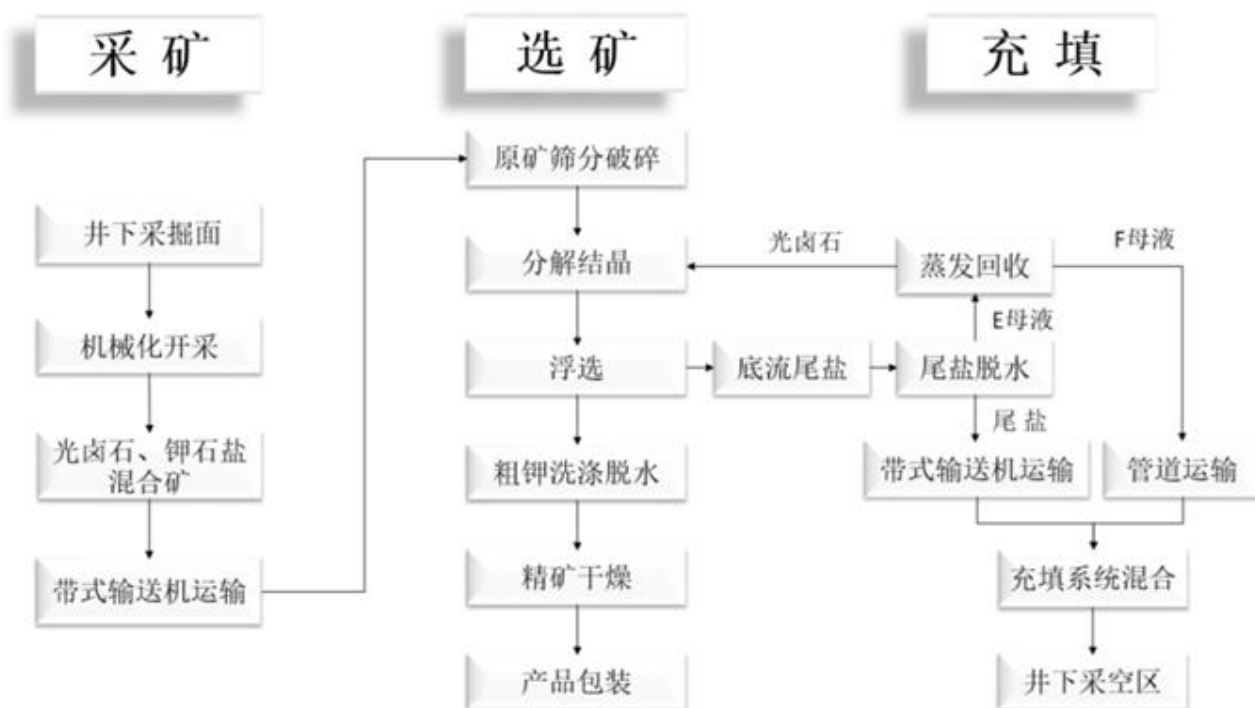 采矿
选矿
充填
井下采掘面
机械化开采
光卤石、钾石盐
混合矿
带式输送机运输
原矿筛分破碎
分解结晶
浮选
粗钾洗涤脱水
精矿干燥
产品包装
底流尾盐
尾盐脱水
E母液
蒸发回收
光卤石
F母液
尾盐
带式输送机运输
管道运输
充填系统混合
井下采空区